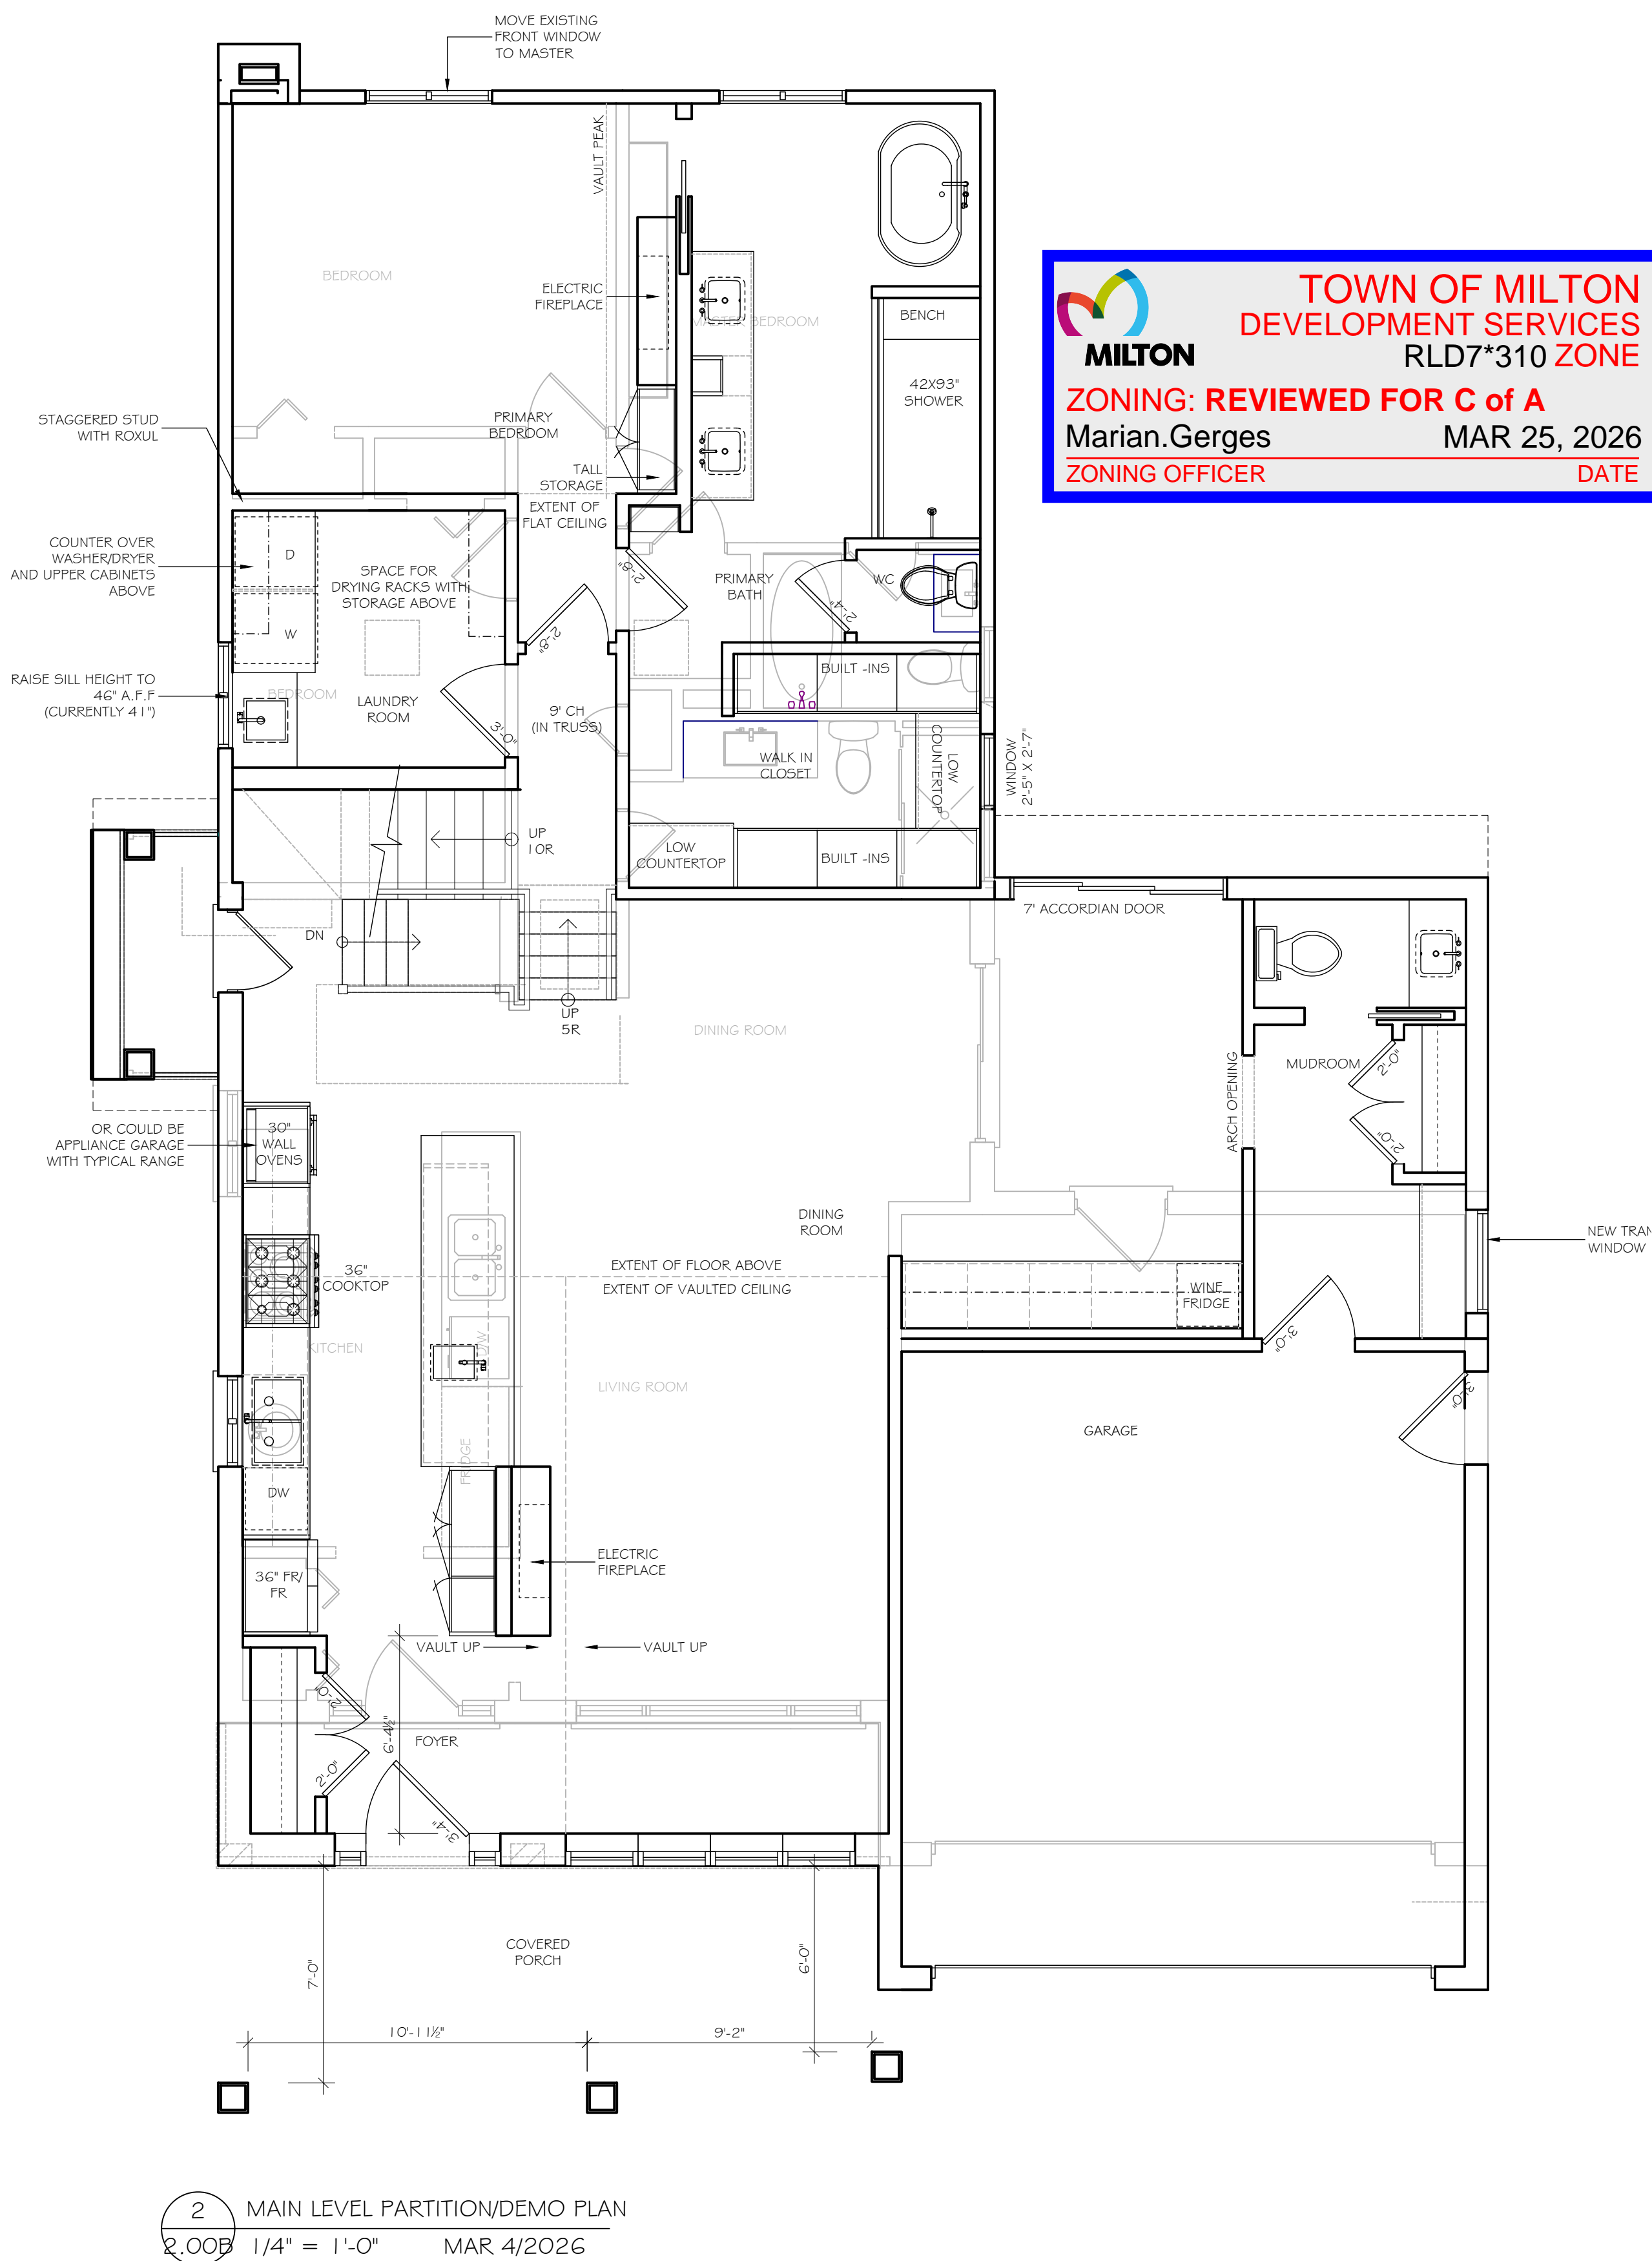 MOVE EXISTING
FRONT WINDOW
TO MASTER
VAULT PEAK
BEDROOM
ELECTRIC
FIREPLACE
MASTER BEDROOM
BENCH
42X93"
SHOWER
MILTON
TOWN OF MILTON
DEVELOPMENT SERVICES
RLD7*310 ZONE
ZONING: REVIEWED FOR C of A
Marian.Gerges MAR 25, 2026
ZONING OFFICER DATE
STAGGERED STUD
WITH ROXUL
PRIMARY
BEDROOM
TALL
STORAGE
EXTENT OF
FLAT CEILING
COUNTER OVER
WASHER/DRYER
AND UPPER CABINETS
ABOVE
D
W
SPACE FOR
DRYING RACKS WITH
STORAGE ABOVE
2'-8"
PRIMARY
BATH
WC
2'-4"
2'-8"
RAISE SILL HEIGHT TO
46" A.F.F
(CURRENTLY 41")
BEDROOM
LAUNDRY
ROOM
3'-0"
9' CH
(IN TRUSS)
BUILT -INS
WALK IN
CLOSET
LOW
COUNTERTOP
WINDOW
2'-5" X 2'-7"
UP
10R
LOW
COUNTERTOP
BUILT -INS
7' ACCORDIAN DOOR
DN
UP
5R
DINING ROOM
ARCH OPENING
MUDROOM
2'-0"
2'-0"
OR COULD BE
APPLIANCE GARAGE
WITH TYPICAL RANGE
30"
WALL
OVENS
DINING
ROOM
NEW TRAN
WINDOW
36"
COOKTOP
EXTENT OF FLOOR ABOVE
EXTENT OF VAULTED CEILING
WINE
FRIDGE
3'-0"
KITCHEN
LIVING ROOM
3'-0"
GARAGE
FRIDGE
DW
ELECTRIC
FIREPLACE
36" FR/
FR
VAULT UP
VAULT UP
2'-0"
6'-4½"
FOYER
2'-0"
3'-4"
COVERED
PORCH
7'-0"
6'-0"
10'-11½"
9'-2"
2
MAIN LEVEL PARTITION/DEMO PLAN
2.00B 1/4" = 1'-0" MAR 4/2026